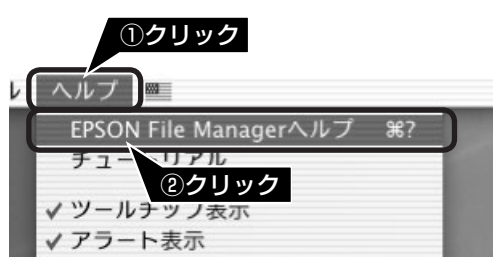 ①クリック
ル ヘルプ
EPSON File Managerヘルプ ⌘?
チュートリアル
②クリック
✓ツールチップ表示
✓アラート表示